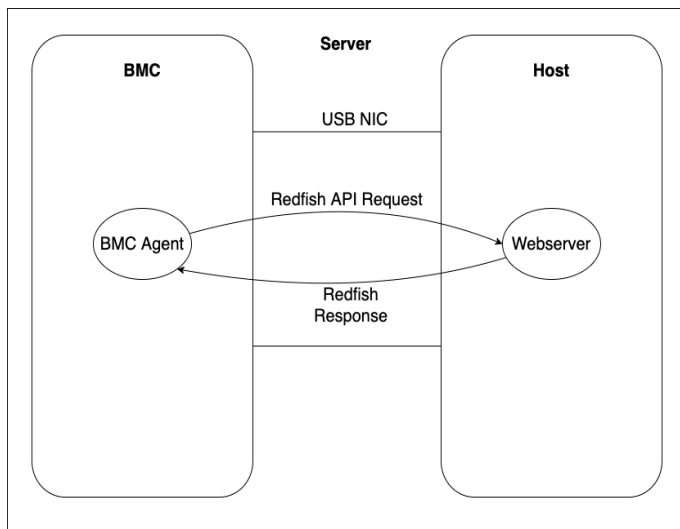 Server
BMC
Host
USB NIC
Redfish API Request
BMC Agent
Webserver
Redfish
Response